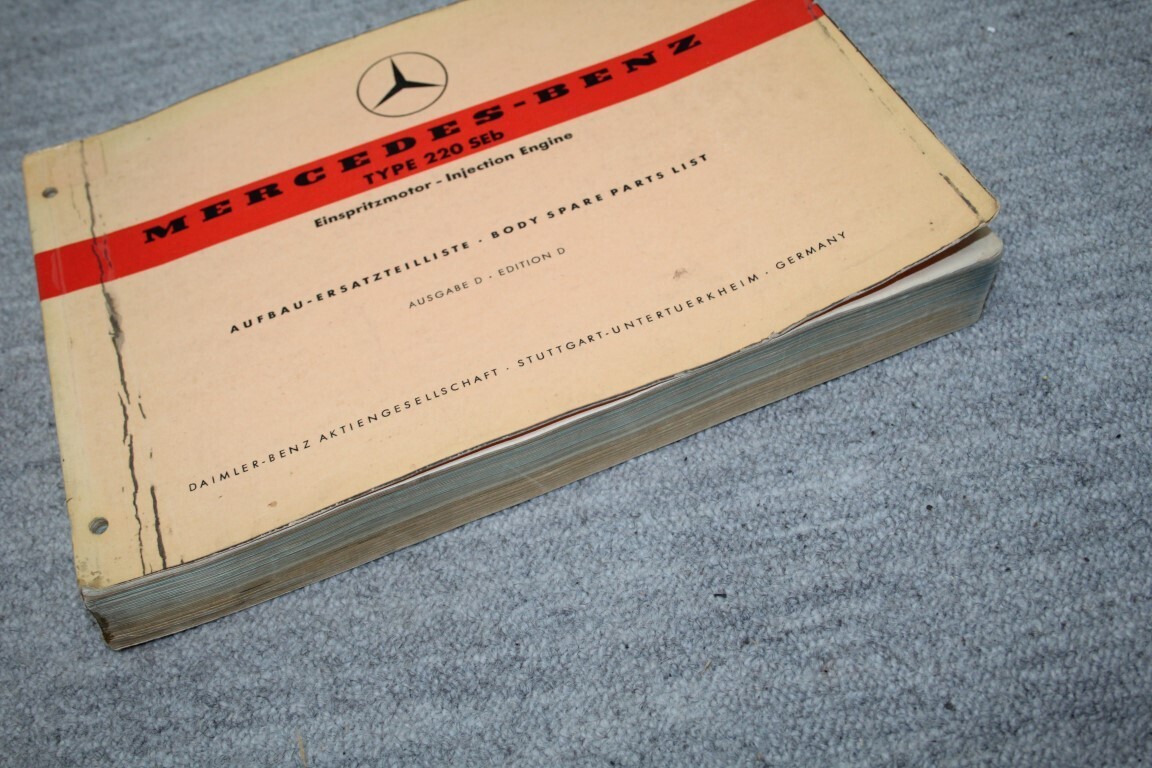 MERCEDES-BENZ
TYPE 220 SEb
Einspritzmotor - Injection Engine
AUFBAU-ERSATZTEILLISTE · BODY SPARE PARTS LIST
AUSGABE D · EDITION D
DAIMLER-BENZ AKTIENGESELLSCHAFT · STUTTGART-UNTERTUERKHEIM · GERMANY